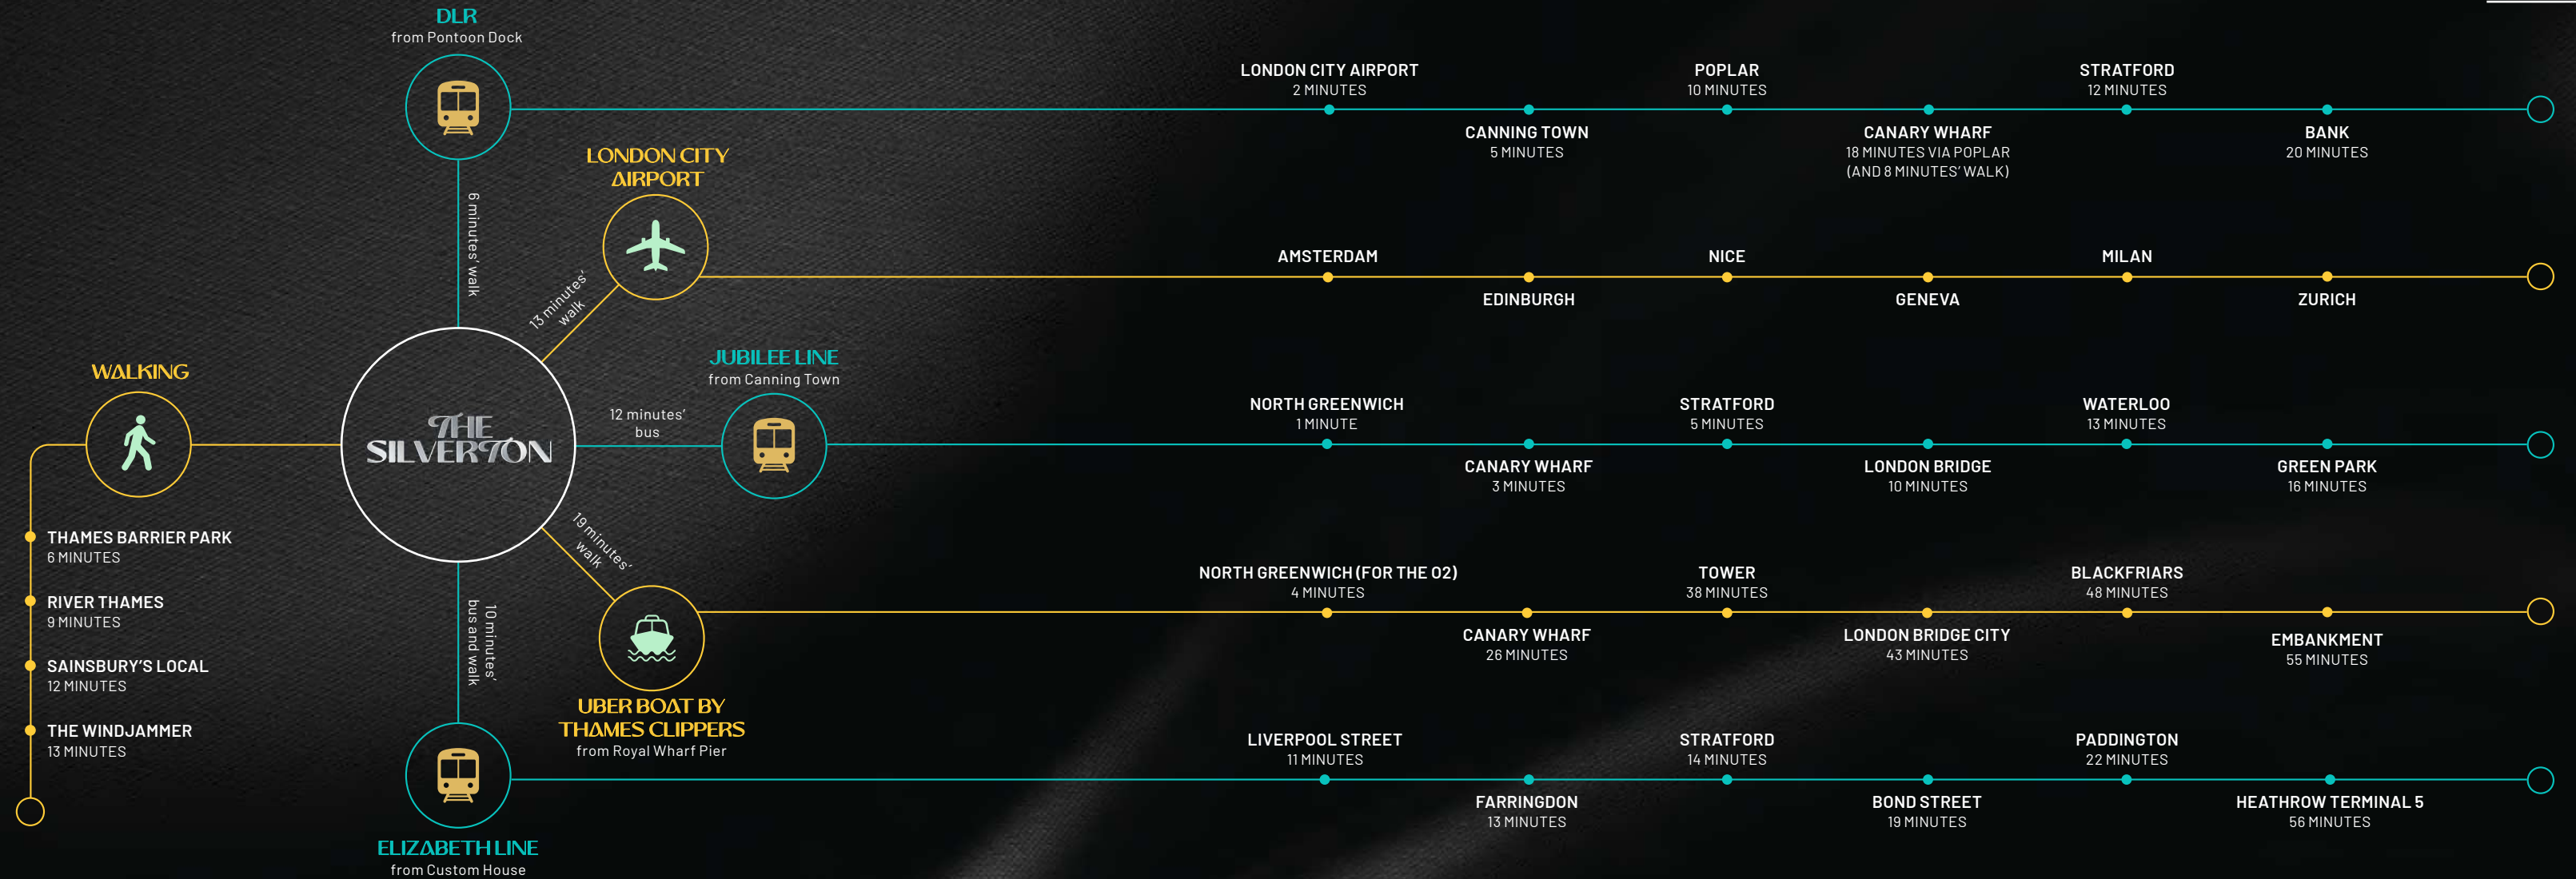 DLR
from Pontoon Dock
6 minutes' walk
LONDON CITY AIRPORT
2 MINUTES
CANNING TOWN
5 MINUTES
POPLAR
10 MINUTES
CANARY WHARF
18 MINUTES VIA POPLAR
(AND 8 MINUTES' WALK)
STRATFORD
12 MINUTES
BANK
20 MINUTES
LONDON CITY
AIRPORT
13 minutes'
walk
AMSTERDAM
EDINBURGH
NICE
GENEVA
MILAN
ZURICH
WALKING
THAMES BARRIER PARK
6 MINUTES
RIVER THAMES
9 MINUTES
SAINSBURY'S LOCAL
12 MINUTES
THE WINDJAMMER
13 MINUTES
THE
SILVERTON
JUBILEE LINE
from Canning Town
12 minutes'
bus
NORTH GREENWICH
1 MINUTE
CANARY WHARF
3 MINUTES
STRATFORD
5 MINUTES
LONDON BRIDGE
10 MINUTES
WATERLOO
13 MINUTES
GREEN PARK
16 MINUTES
19 minutes'
walk
UBER BOAT BY
THAMES CLIPPERS
from Royal Wharf Pier
NORTH GREENWICH (FOR THE O2)
4 MINUTES
CANARY WHARF
26 MINUTES
TOWER
38 MINUTES
LONDON BRIDGE CITY
43 MINUTES
BLACKFRIARS
48 MINUTES
EMBANKMENT
55 MINUTES
10 minutes'
bus and walk
ELIZABETH LINE
from Custom House
LIVERPOOL STREET
11 MINUTES
FARRINGDON
13 MINUTES
STRATFORD
14 MINUTES
BOND STREET
19 MINUTES
PADDINGTON
22 MINUTES
HEATHROW TERMINAL 5
56 MINUTES